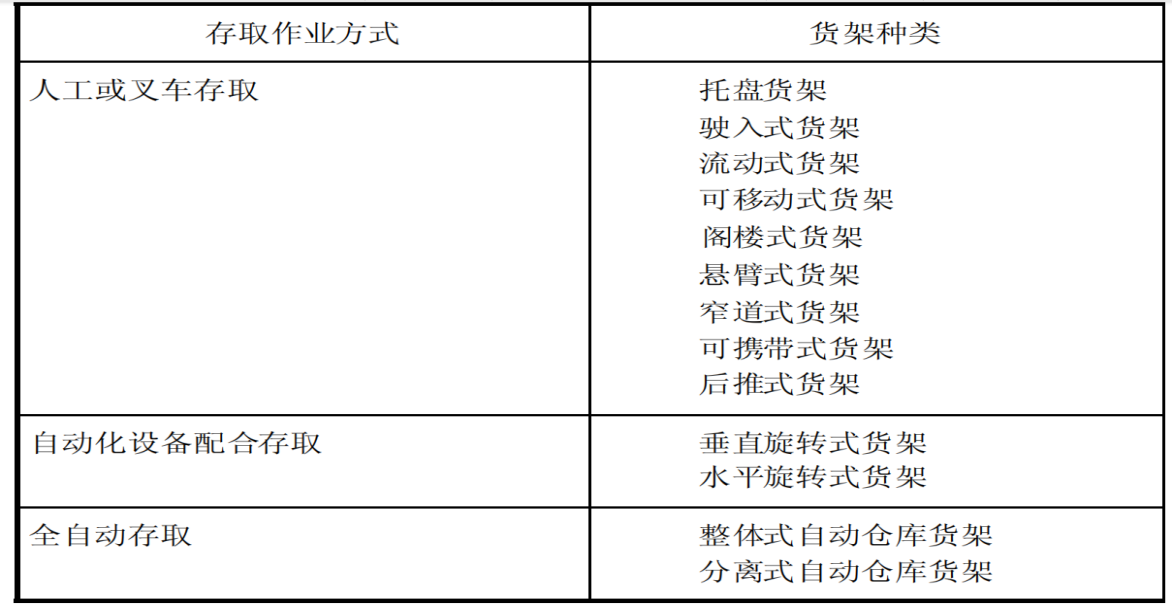 存取作业方式 货架种类
人工或叉车存取 托盘货架
驶入式货架
流动式货架
可移动式货架
阁楼式货架
悬臂式货架
窄道式货架
可携带式货架
后推式货架
自动化设备配合存取 垂直旋转式货架
水平旋转式货架
全自动存取 整体式自动仓库货架
分离式自动仓库货架